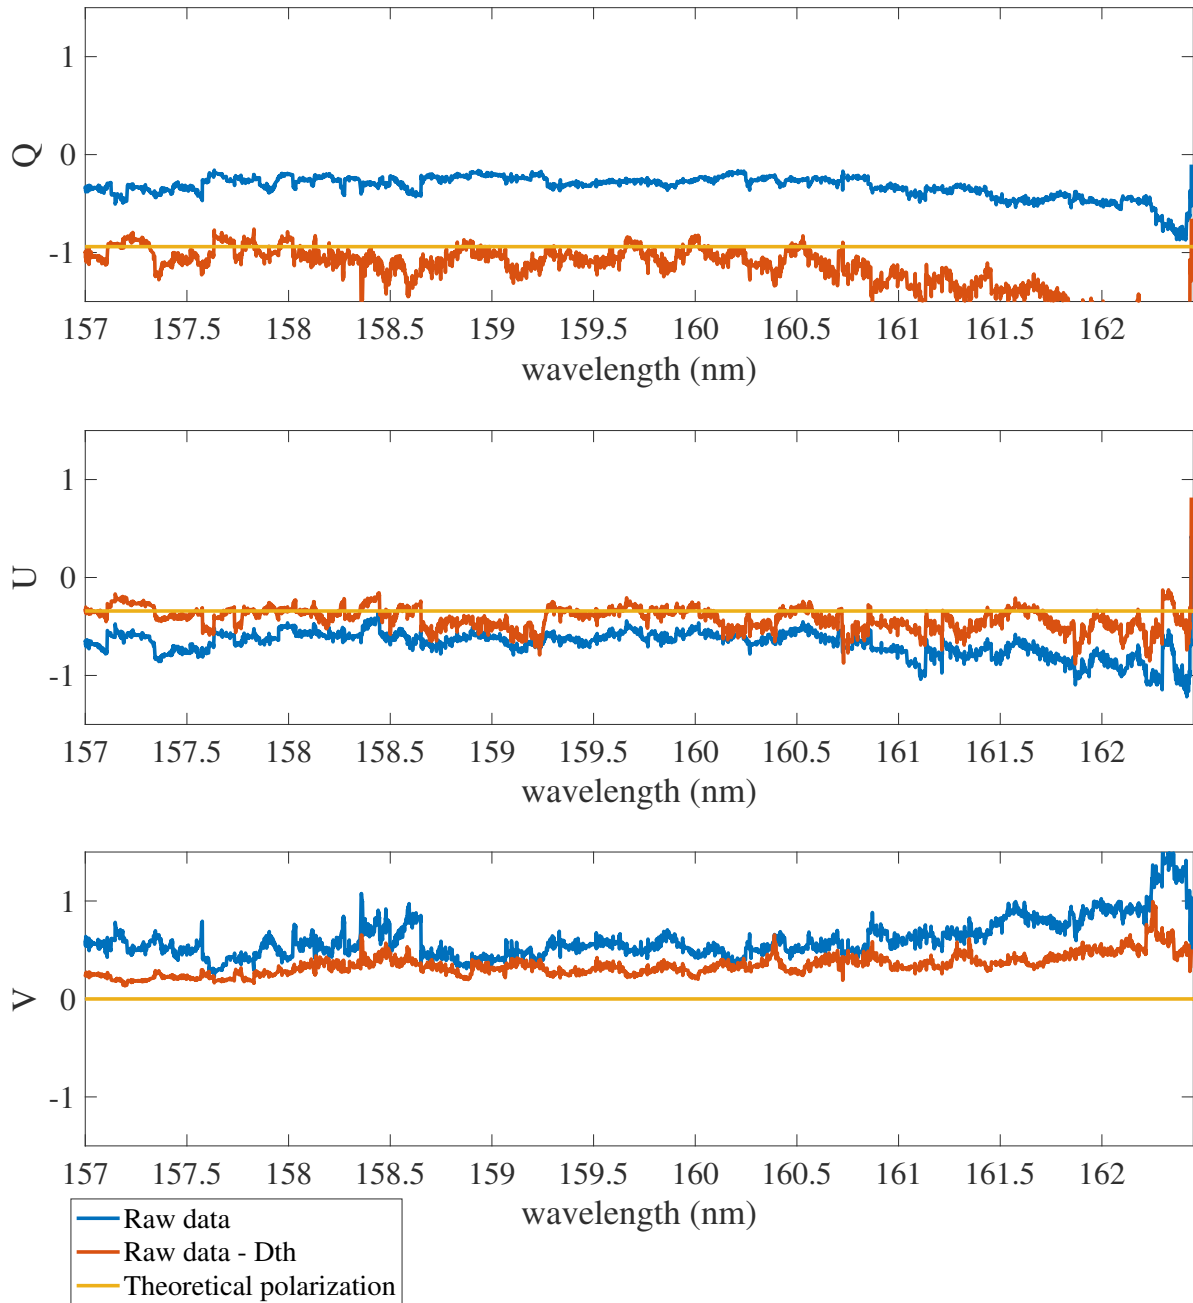 1
0
-1
Q
157 157.5 158 158.5 159 159.5 160 160.5 161 161.5 162
wavelength (nm)
1
0
-1
U
157 157.5 158 158.5 159 159.5 160 160.5 161 161.5 162
wavelength (nm)
1
0
-1
V
157 157.5 158 158.5 159 159.5 160 160.5 161 161.5 162
wavelength (nm)
Raw data
Raw data - Dth
Theoretical polarization